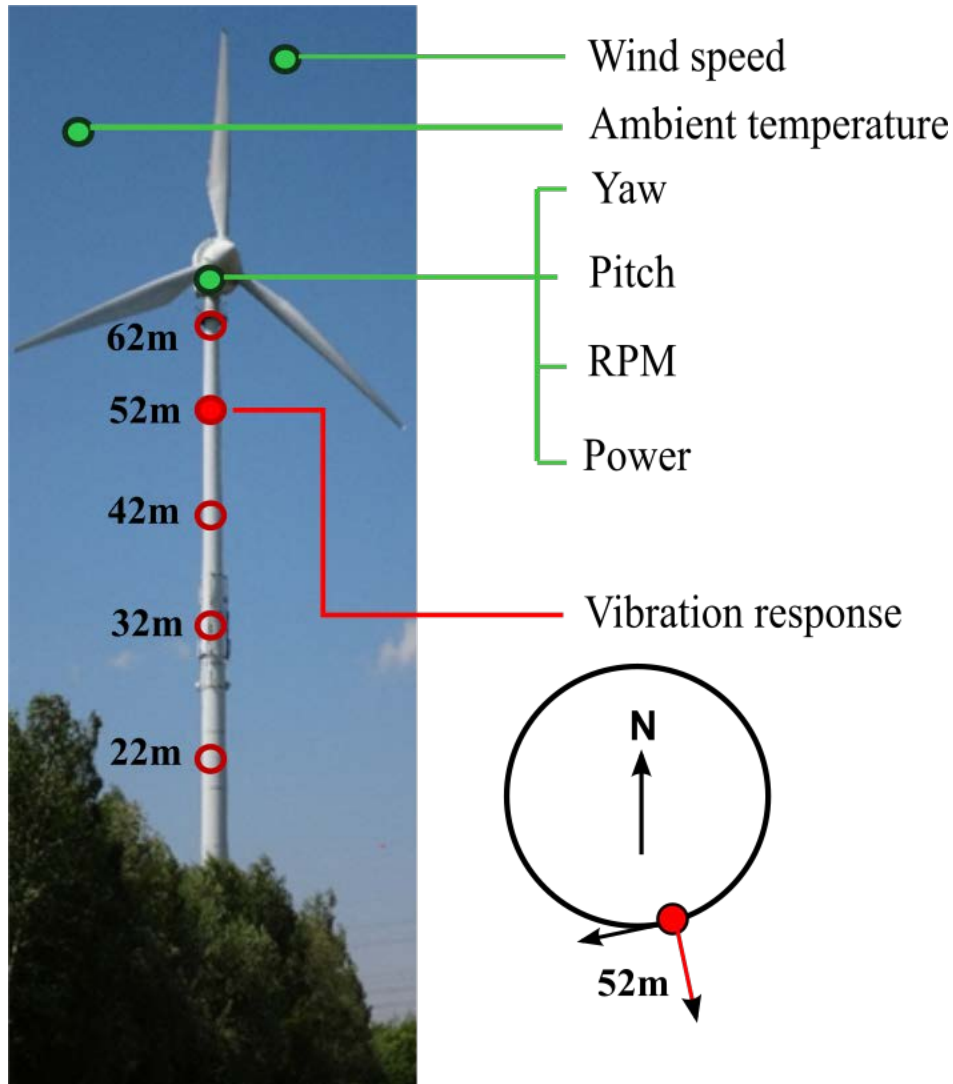 Wind speed
Ambient temperature
Yaw
Pitch
RPM
Power
62m
52m
42m
32m
22m
Vibration response
N
52m